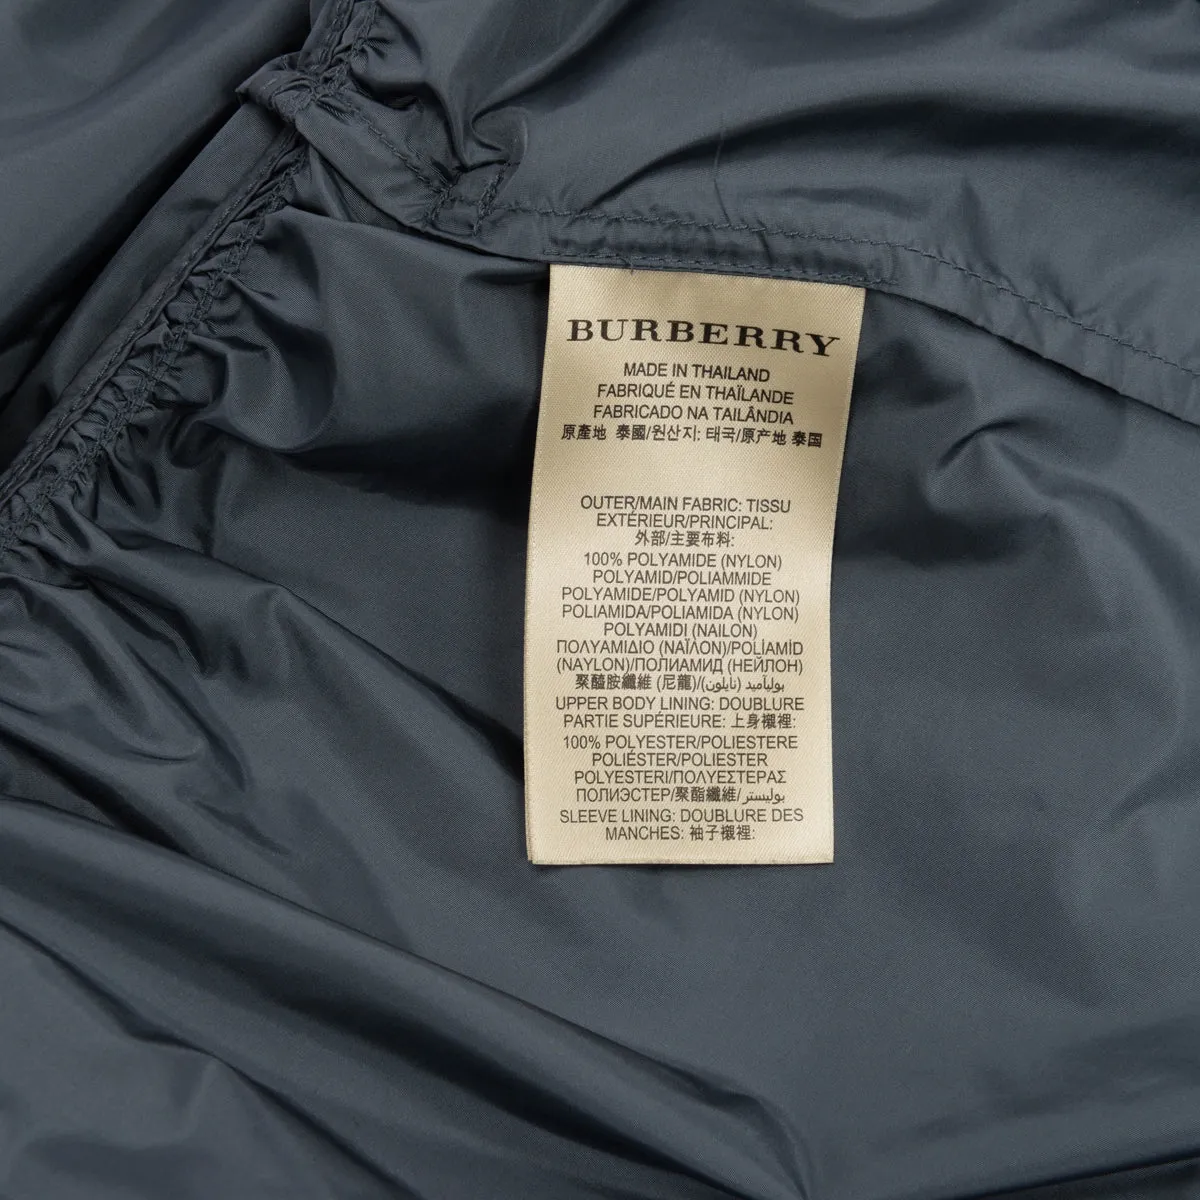 BURBERRY
MADE IN THAILAND
FABRIQUÉ EN THAÏLANDE
FABRICADO NA TAILÂNDIA
原產地 泰國/원산지: 태국/原产地 泰国
OUTER/MAIN FABRIC: TISSU
EXTÉRIEUR/PRINCIPAL:
外部/主要布料:
100% POLYAMIDE (NYLON)
POLYAMID/POLIAMMIDE
POLYAMIDE/POLYAMID (NYLON)
POLIAMIDA/POLIAMIDA (NYLON)
POLYAMIDI (NAILON)
ΠΟΛΥΑΜΙΔΙΟ (ΝΑΪΛΟΝ)/POLİAMİD
(NAYLON)/ПОЛИАМИД (НЕЙЛОН)
聚醯胺纖維 (尼龍)/بوليآميد (نايلون)
UPPER BODY LINING: DOUBLURE
PARTIE SUPÉRIEURE: 上身襯裡:
100% POLYESTER/POLIESTERE
POLIÉSTER/POLIESTER
POLYESTERI/ΠΟΛΥΕΣΤΕΡΑΣ
ПОЛИЭСТЕР/聚酯纖維/بوليستر
SLEEVE LINING: DOUBLURE DES
MANCHES: 袖子襯裡: